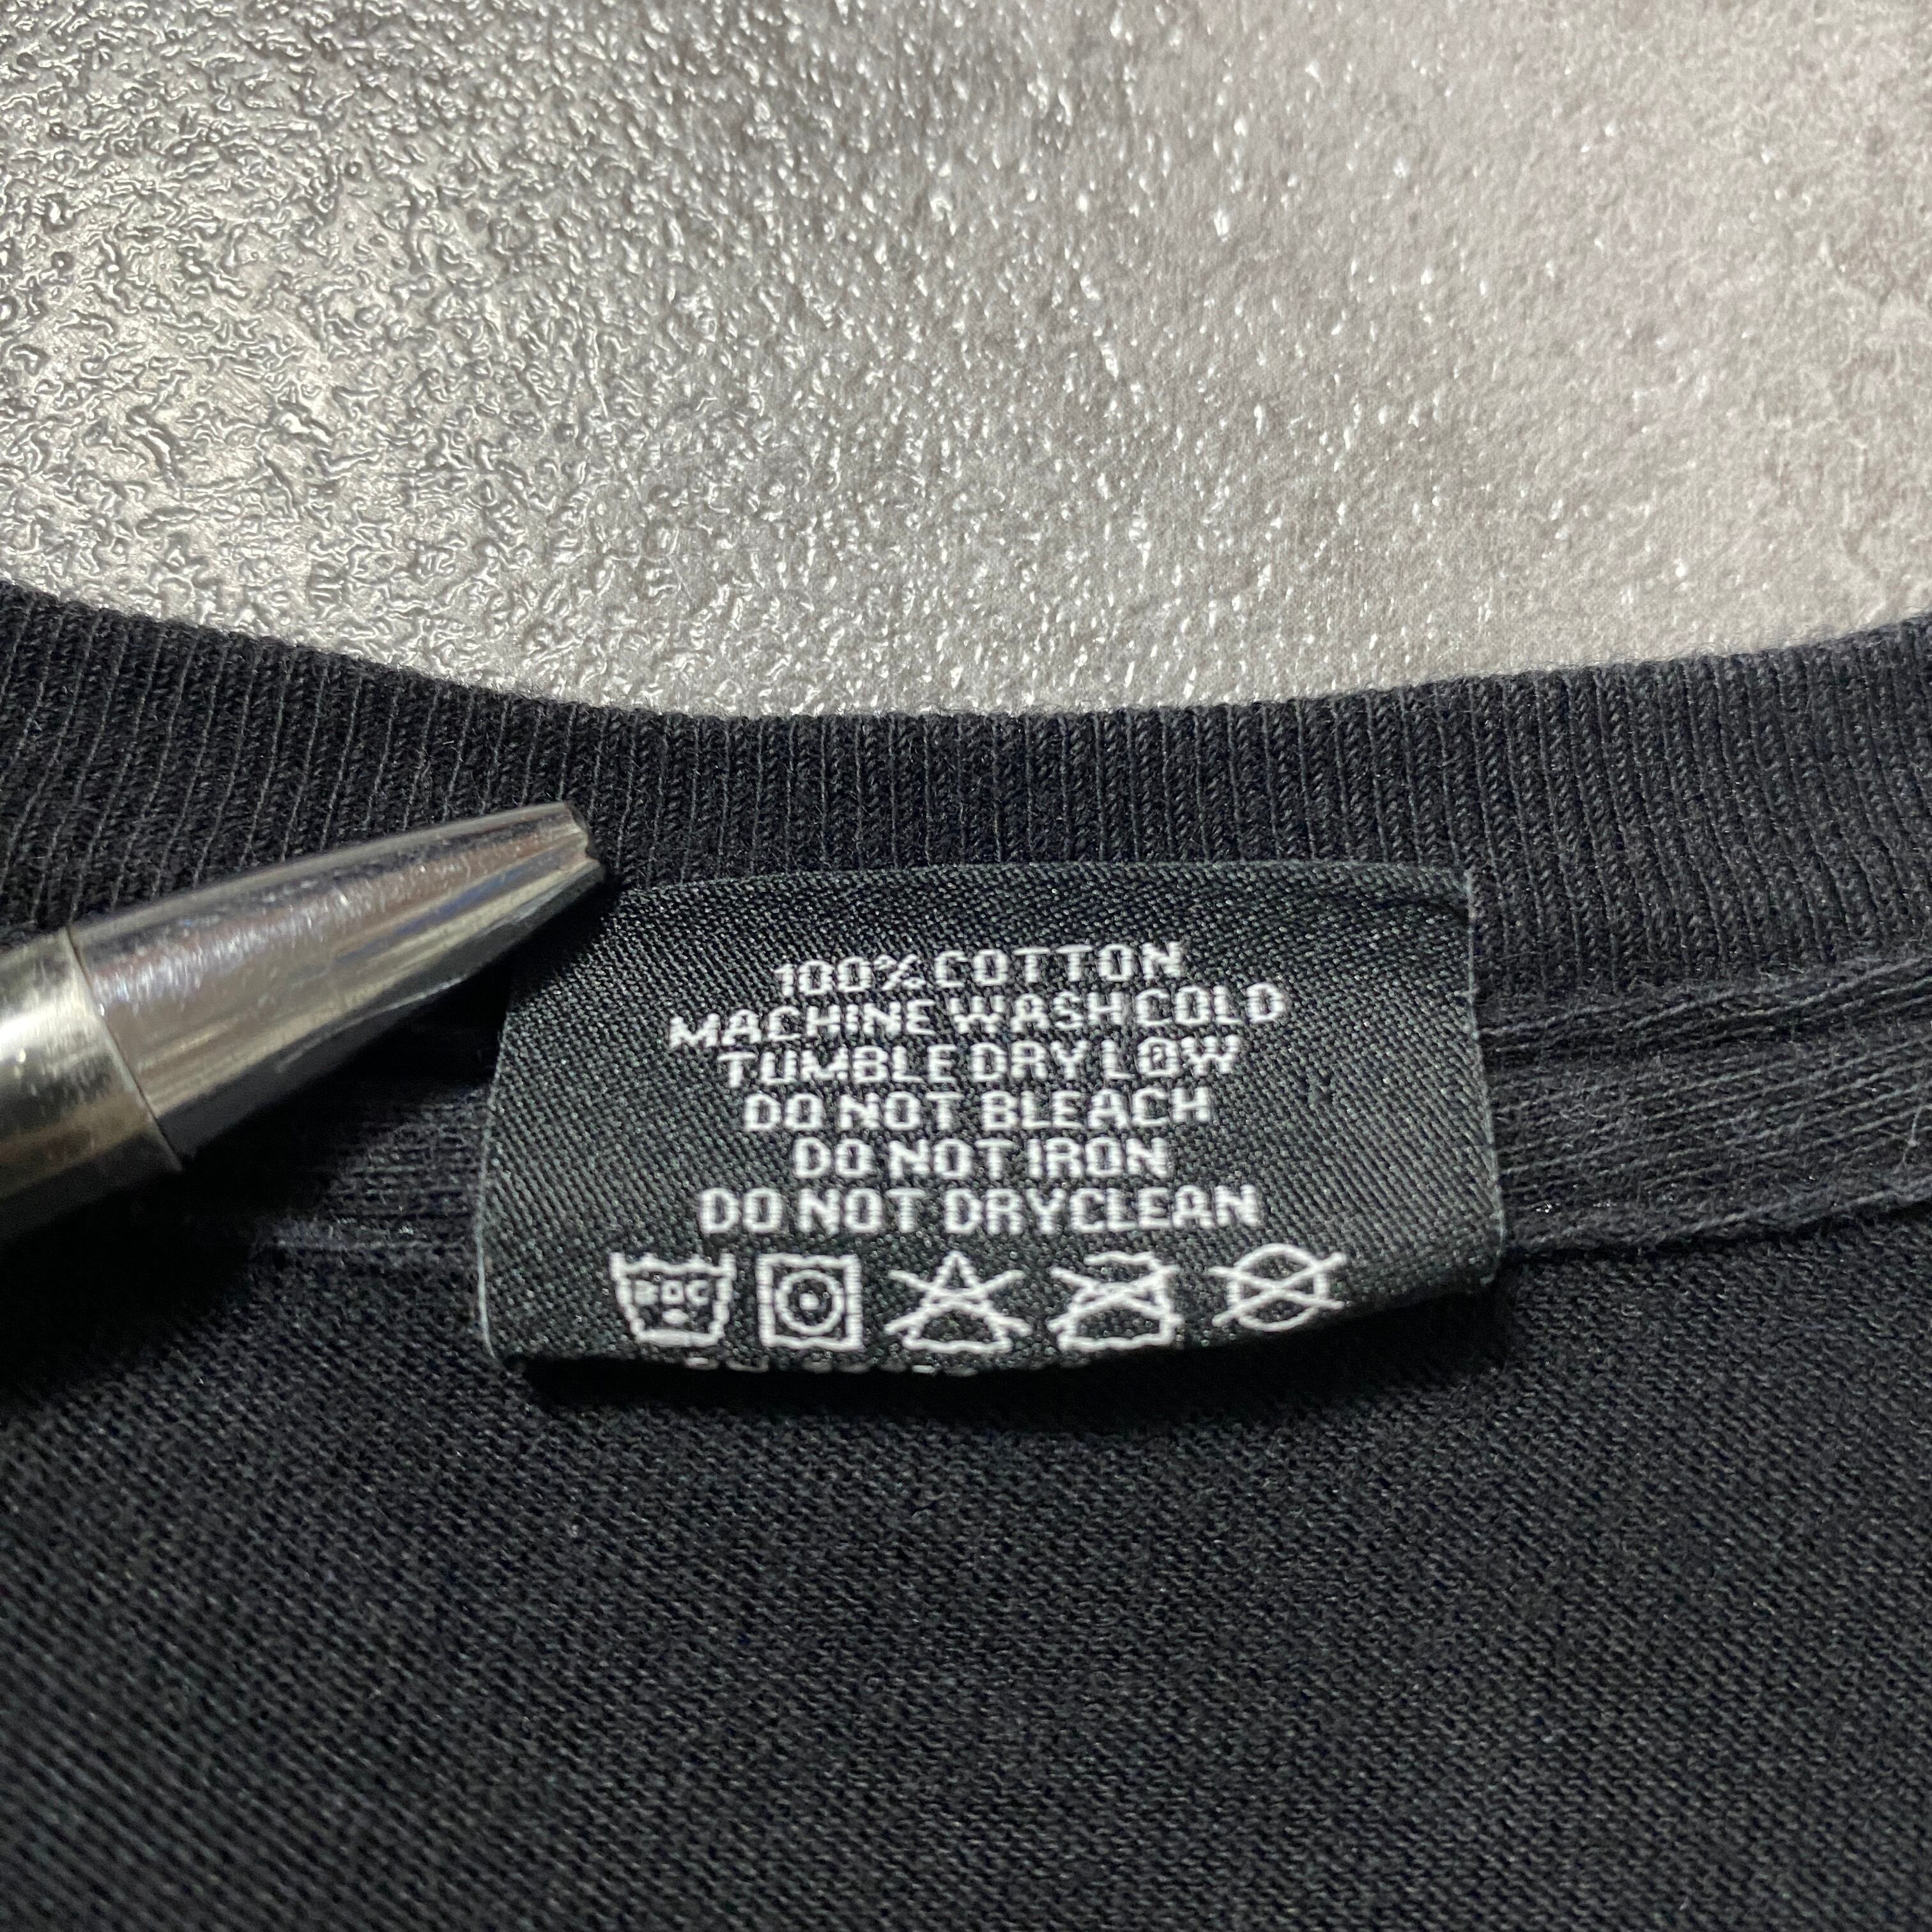 100% COTTON
MACHINE WASH COLD
TUMBLE DRY LOW
DO NOT BLEACH
DO NOT IRON
DO NOT DRYCLEAN